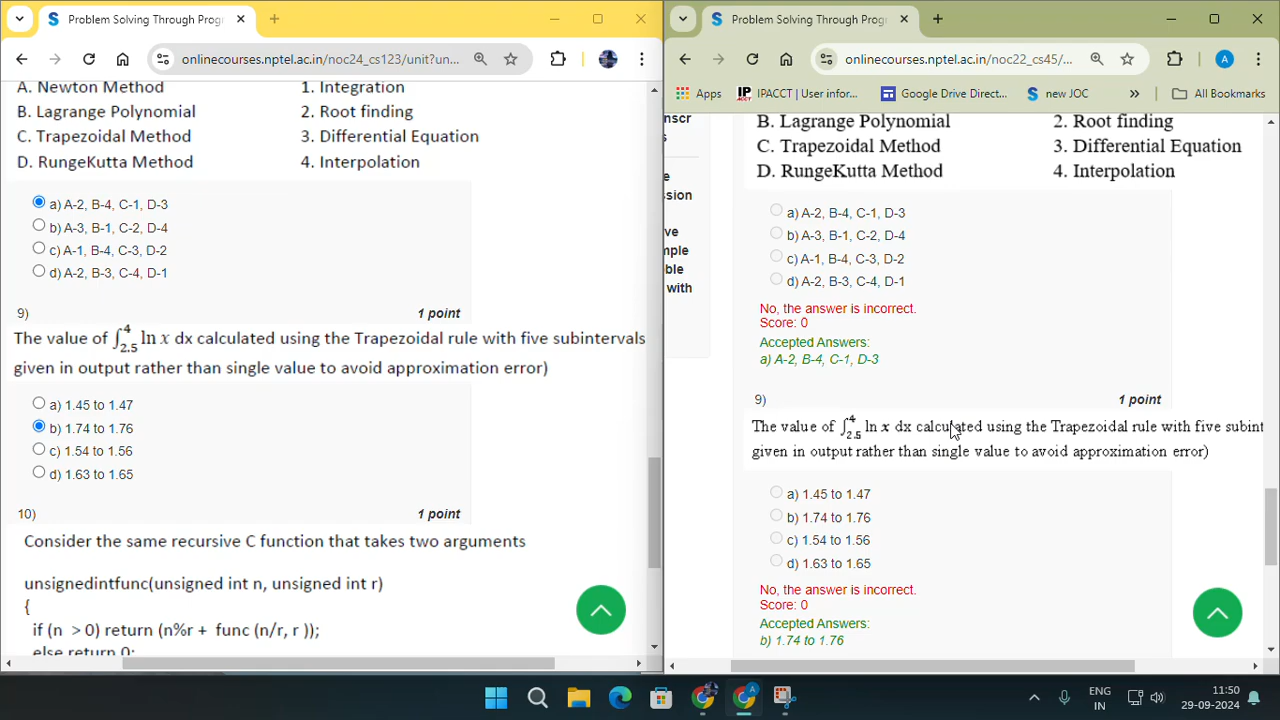 Problem Solving Through Prog
onlinecourses.nptel.ac.in/noc24_cs123/unit?un...
A. Newton Method 1. Integration
B. Lagrange Polynomial 2. Root finding
C. Trapezoidal Method 3. Differential Equation
D. RungeKutta Method 4. Interpolation
a) A-2, B-4, C-1, D-3
b) A-3, B-1, C-2, D-4
c) A-1, B-4, C-3, D-2
d) A-2, B-3, C-4, D-1
9) 1 point
The value of ∫₂.₅⁴ ln x dx calculated using the Trapezoidal rule with five subintervals
given in output rather than single value to avoid approximation error)
a) 1.45 to 1.47
b) 1.74 to 1.76
c) 1.54 to 1.56
d) 1.63 to 1.65
10) 1 point
Consider the same recursive C function that takes two arguments
unsignedintfunc(unsigned int n, unsigned int r)
{
if (n > 0) return (n%r + func (n/r, r ));
else return 0;
Problem Solving Through Prog
onlinecourses.nptel.ac.in/noc22_cs45/...
A
Apps IPACCT | User infor... Google Drive Direct... new JOC » All Bookmarks
nscr
s
e
sion
ve
mple
ble
with
B. Lagrange Polynomial 2. Root finding
C. Trapezoidal Method 3. Differential Equation
D. RungeKutta Method 4. Interpolation
a) A-2, B-4, C-1, D-3
b) A-3, B-1, C-2, D-4
c) A-1, B-4, C-3, D-2
d) A-2, B-3, C-4, D-1
No, the answer is incorrect.
Score: 0
Accepted Answers:
a) A-2, B-4, C-1, D-3
9) 1 point
The value of ∫₂.₅⁴ ln x dx calculated using the Trapezoidal rule with five subint
given in output rather than single value to avoid approximation error)
a) 1.45 to 1.47
b) 1.74 to 1.76
c) 1.54 to 1.56
d) 1.63 to 1.65
No, the answer is incorrect.
Score: 0
Accepted Answers:
b) 1.74 to 1.76
ENG
IN
11:50
29-09-2024